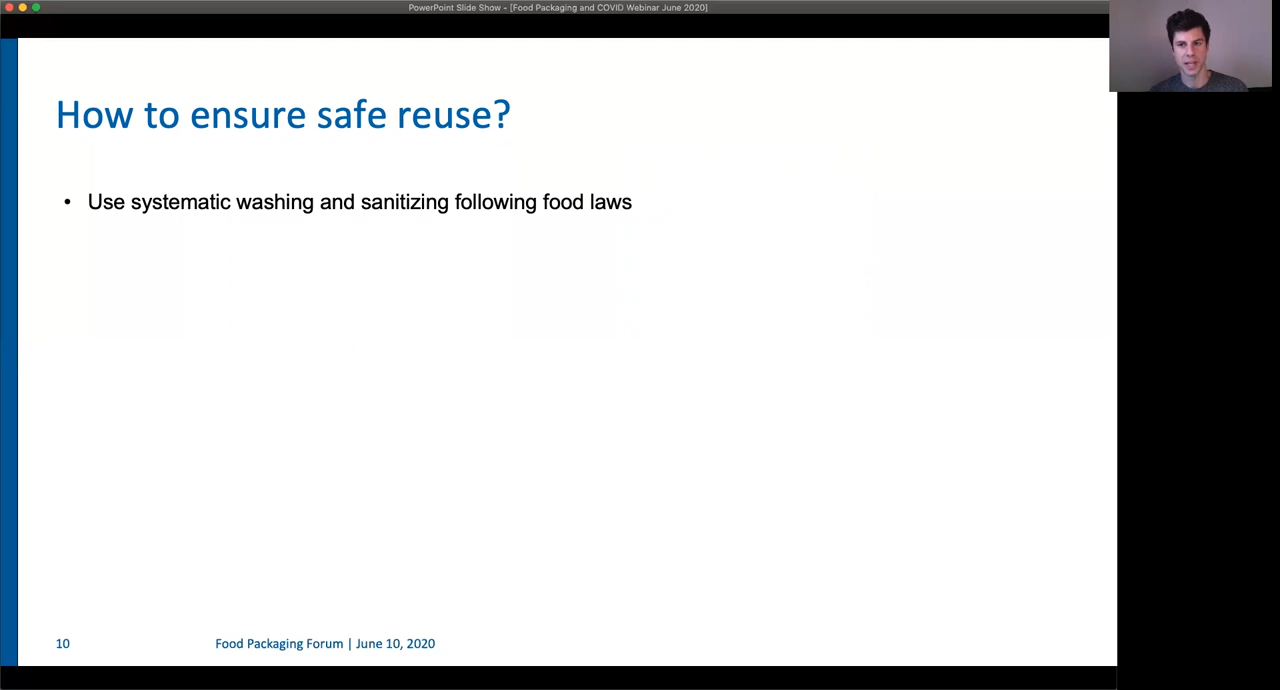 PowerPoint Slide Show - [Food Packaging and COVID Webinar June 2020]
How to ensure safe reuse?
• Use systematic washing and sanitizing following food laws
10
Food Packaging Forum | June 10, 2020